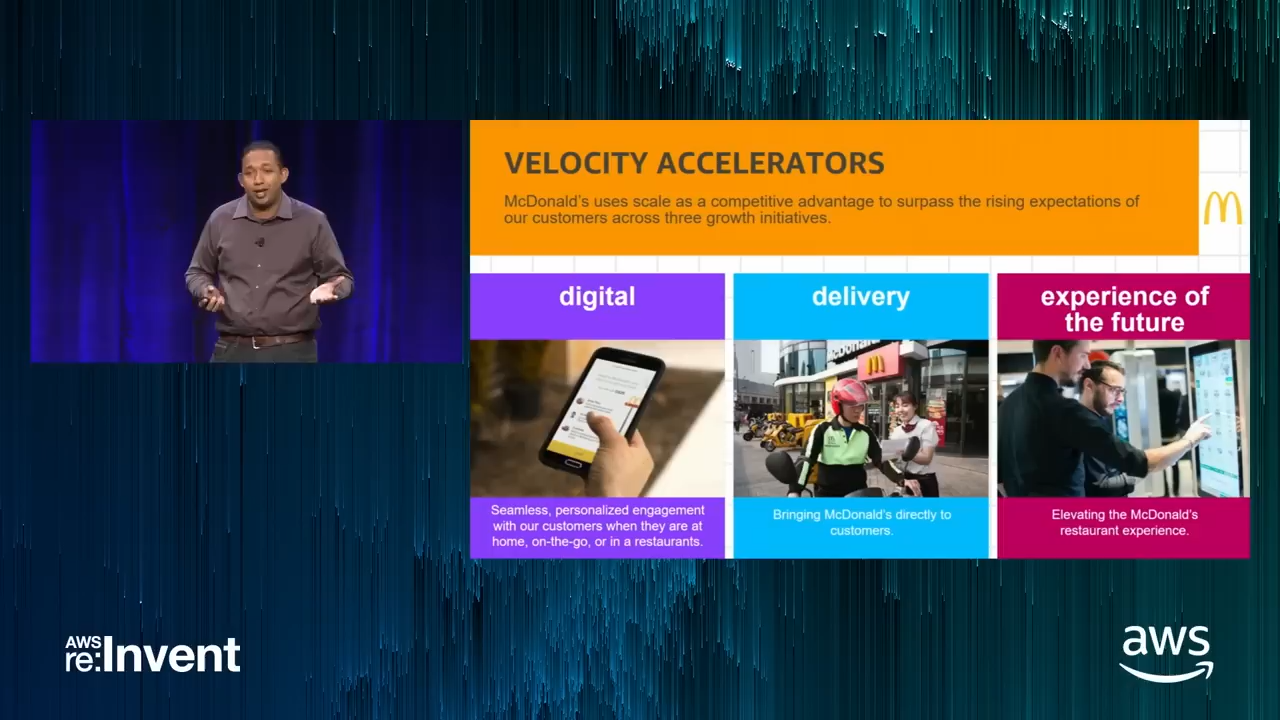 VELOCITY ACCELERATORS
McDonald's uses scale as a competitive advantage to surpass the rising expectations of
our customers across three growth initiatives.
digital
delivery
experience of
the future
McDonald's
Seamless, personalized engagement
with our customers when they are at
home, on-the-go, or in a restaurants.
Bringing McDonald's directly to
customers.
Elevating the McDonald's
restaurant experience.
AWS
re:Invent
aws